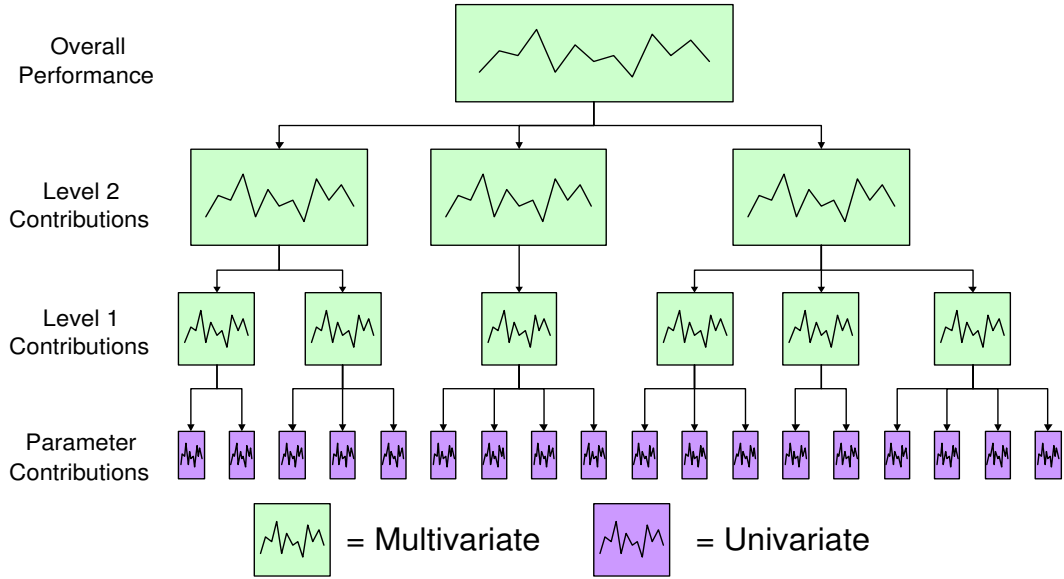 Overall
Performance
Level 2
Contributions
Level 1
Contributions
Parameter
Contributions
= Multivariate
= Univariate